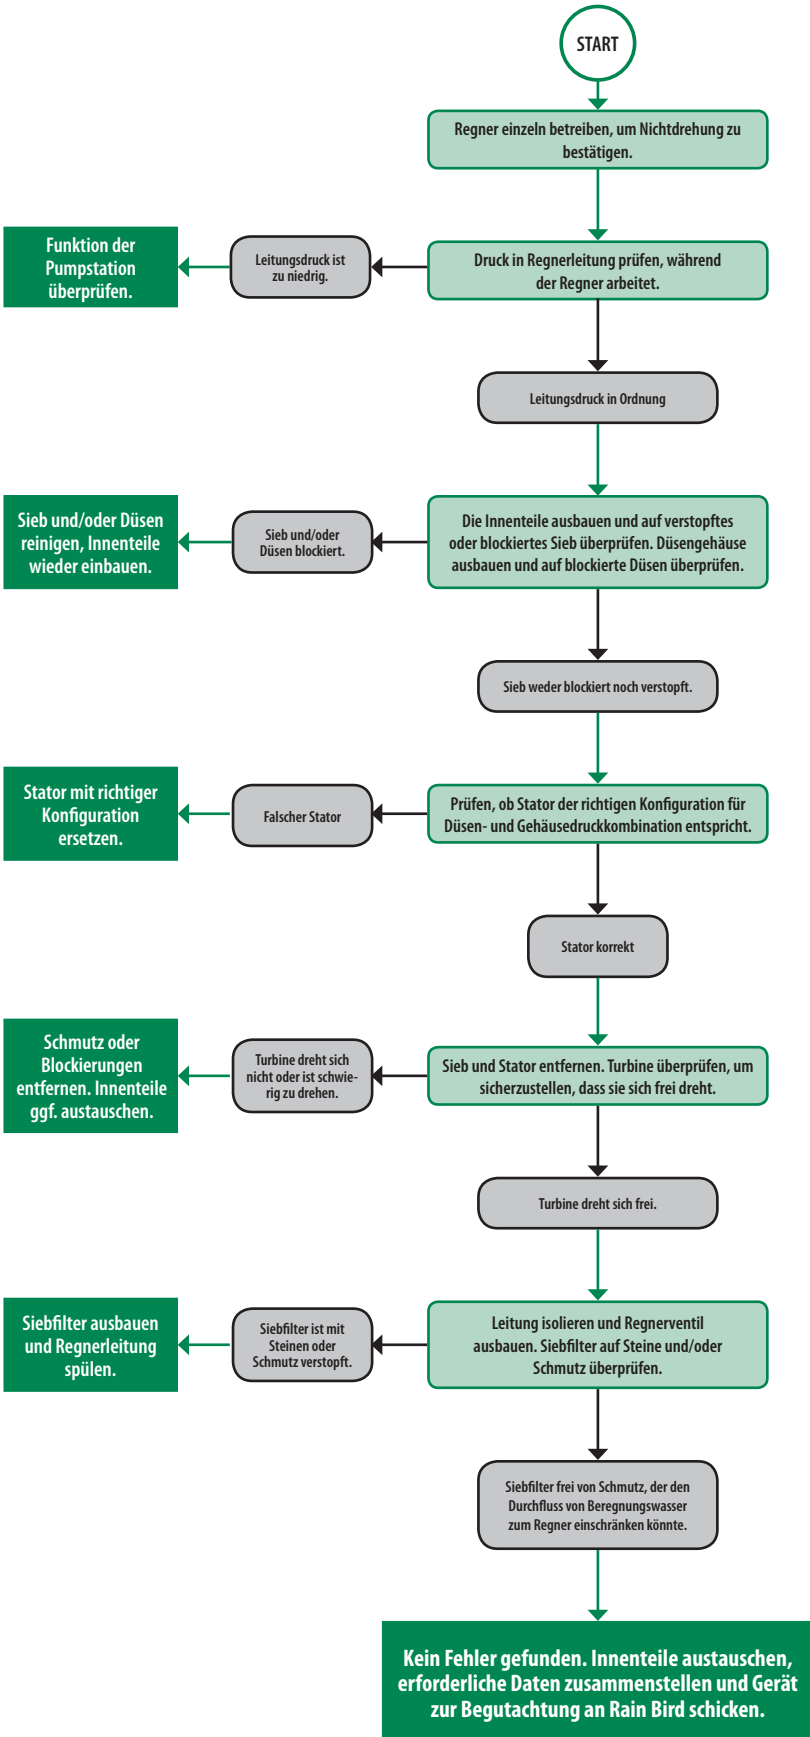 START
Regner einzeln betreiben, um Nichtdrehung zu
bestätigen.
Druck in Regnerleitung prüfen, während
der Regner arbeitet.
Leitungsdruck ist
zu niedrig.
Funktion der
Pumpstation
überprüfen.
Leitungsdruck in Ordnung
Die Innenteile ausbauen und auf verstopftes
oder blockiertes Sieb überprüfen. Düsengehäuse
ausbauen und auf blockierte Düsen überprüfen.
Sieb und/oder
Düsen blockiert.
Sieb und/oder Düsen
reinigen, Innenteile
wieder einbauen.
Sieb weder blockiert noch verstopft.
Prüfen, ob Stator der richtigen Konfiguration für
Düsen- und Gehäusedruckkombination entspricht.
Falscher Stator
Stator mit richtiger
Konfiguration
ersetzen.
Stator korrekt
Sieb und Stator entfernen. Turbine überprüfen, um
sicherzustellen, dass sie sich frei dreht.
Turbine dreht sich
nicht oder ist schwie-
rig zu drehen.
Schmutz oder
Blockierungen
entfernen. Innenteile
ggf. austauschen.
Turbine dreht sich frei.
Leitung isolieren und Regnerventil
ausbauen. Siebfilter auf Steine und/oder
Schmutz überprüfen.
Siebfilter ist mit
Steinen oder
Schmutz verstopft.
Siebfilter ausbauen
und Regnerleitung
spülen.
Siebfilter frei von Schmutz, der den
Durchfluss von Beregnungswasser
zum Regner einschränken könnte.
Kein Fehler gefunden. Innenteile austauschen,
erforderliche Daten zusammenstellen und Gerät
zur Begutachtung an Rain Bird schicken.